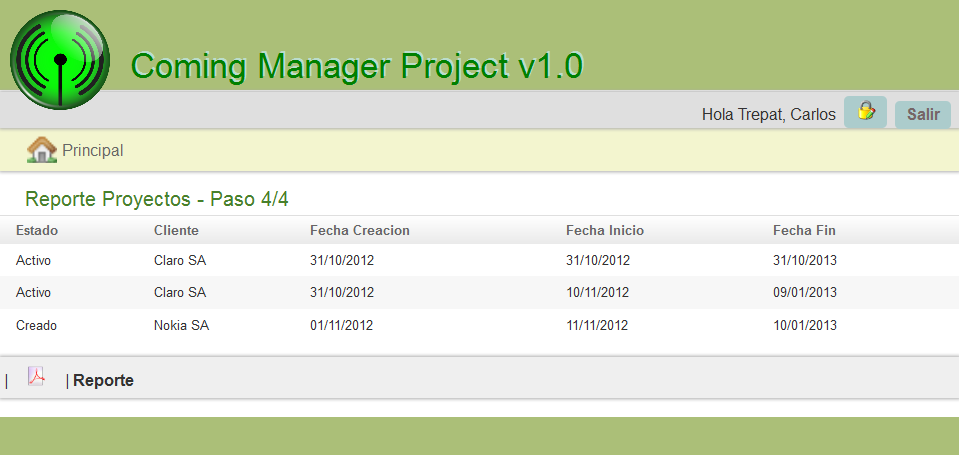 Coming Manager Project v1.0
Hola Trepat, Carlos Salir
Principal
Reporte Proyectos - Paso 4/4
Estado Cliente Fecha Creacion Fecha Inicio Fecha Fin
Activo Claro SA 31/10/2012 31/10/2012 31/10/2013
Activo Claro SA 31/10/2012 10/11/2012 09/01/2013
Creado Nokia SA 01/11/2012 11/11/2012 10/01/2013
| | Reporte